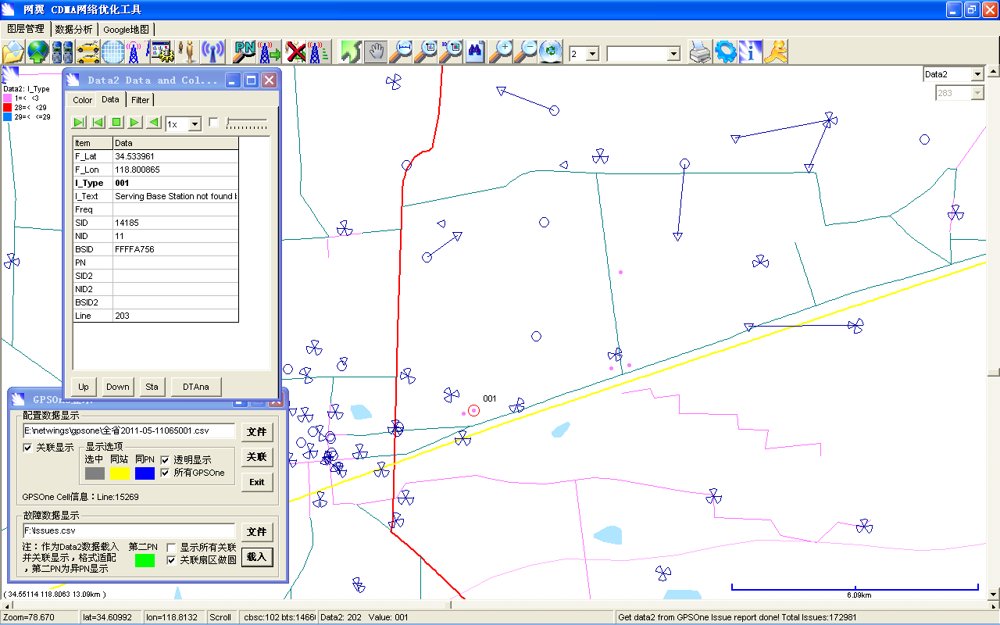 网翼 CDMA网络优化工具
图层管理 数据分析 Google地图
PN
2
Data2: I_Type
1=< <3
28=< <29
29=< <=29
Data2
283
Data2 Data and Col...
Color Data Filter
1x
Item Data
F_Lat 34.533961
F_Lon 118.800865
I_Type 001
I_Text Serving Base Station not found
Freq
SID 14185
NID 11
BSID FFFFA756
PN
SID2
NID2
BSID2
Line 203
Up Down Sta DTAna
001
GPSOne显示
配置数据显示
E:\netwings\gpsone\全省2011-05-11065001.csv 文件
关联显示 显示选项 关联
选中 同站 同PN 透明显示
所有GPSOne
Exit
GPSOne Cell信息：Line:15269
故障数据显示
F:\Issues.csv 文件
注：作为Data2数据载入 第二PN 显示所有关联
并关联显示，格式适配 关联扇区做圆 载入
，第二PN为异PN显示
( 34.55114 118.8063 13.09km )
6.09km
Zoom=78.670 lat=34.60992 lon=118.8132 Scroll cbsc:102 bts:1466 Data2: 202 Value: 001 Get data2 from GPSOne Issue report done! Total Issues:172981